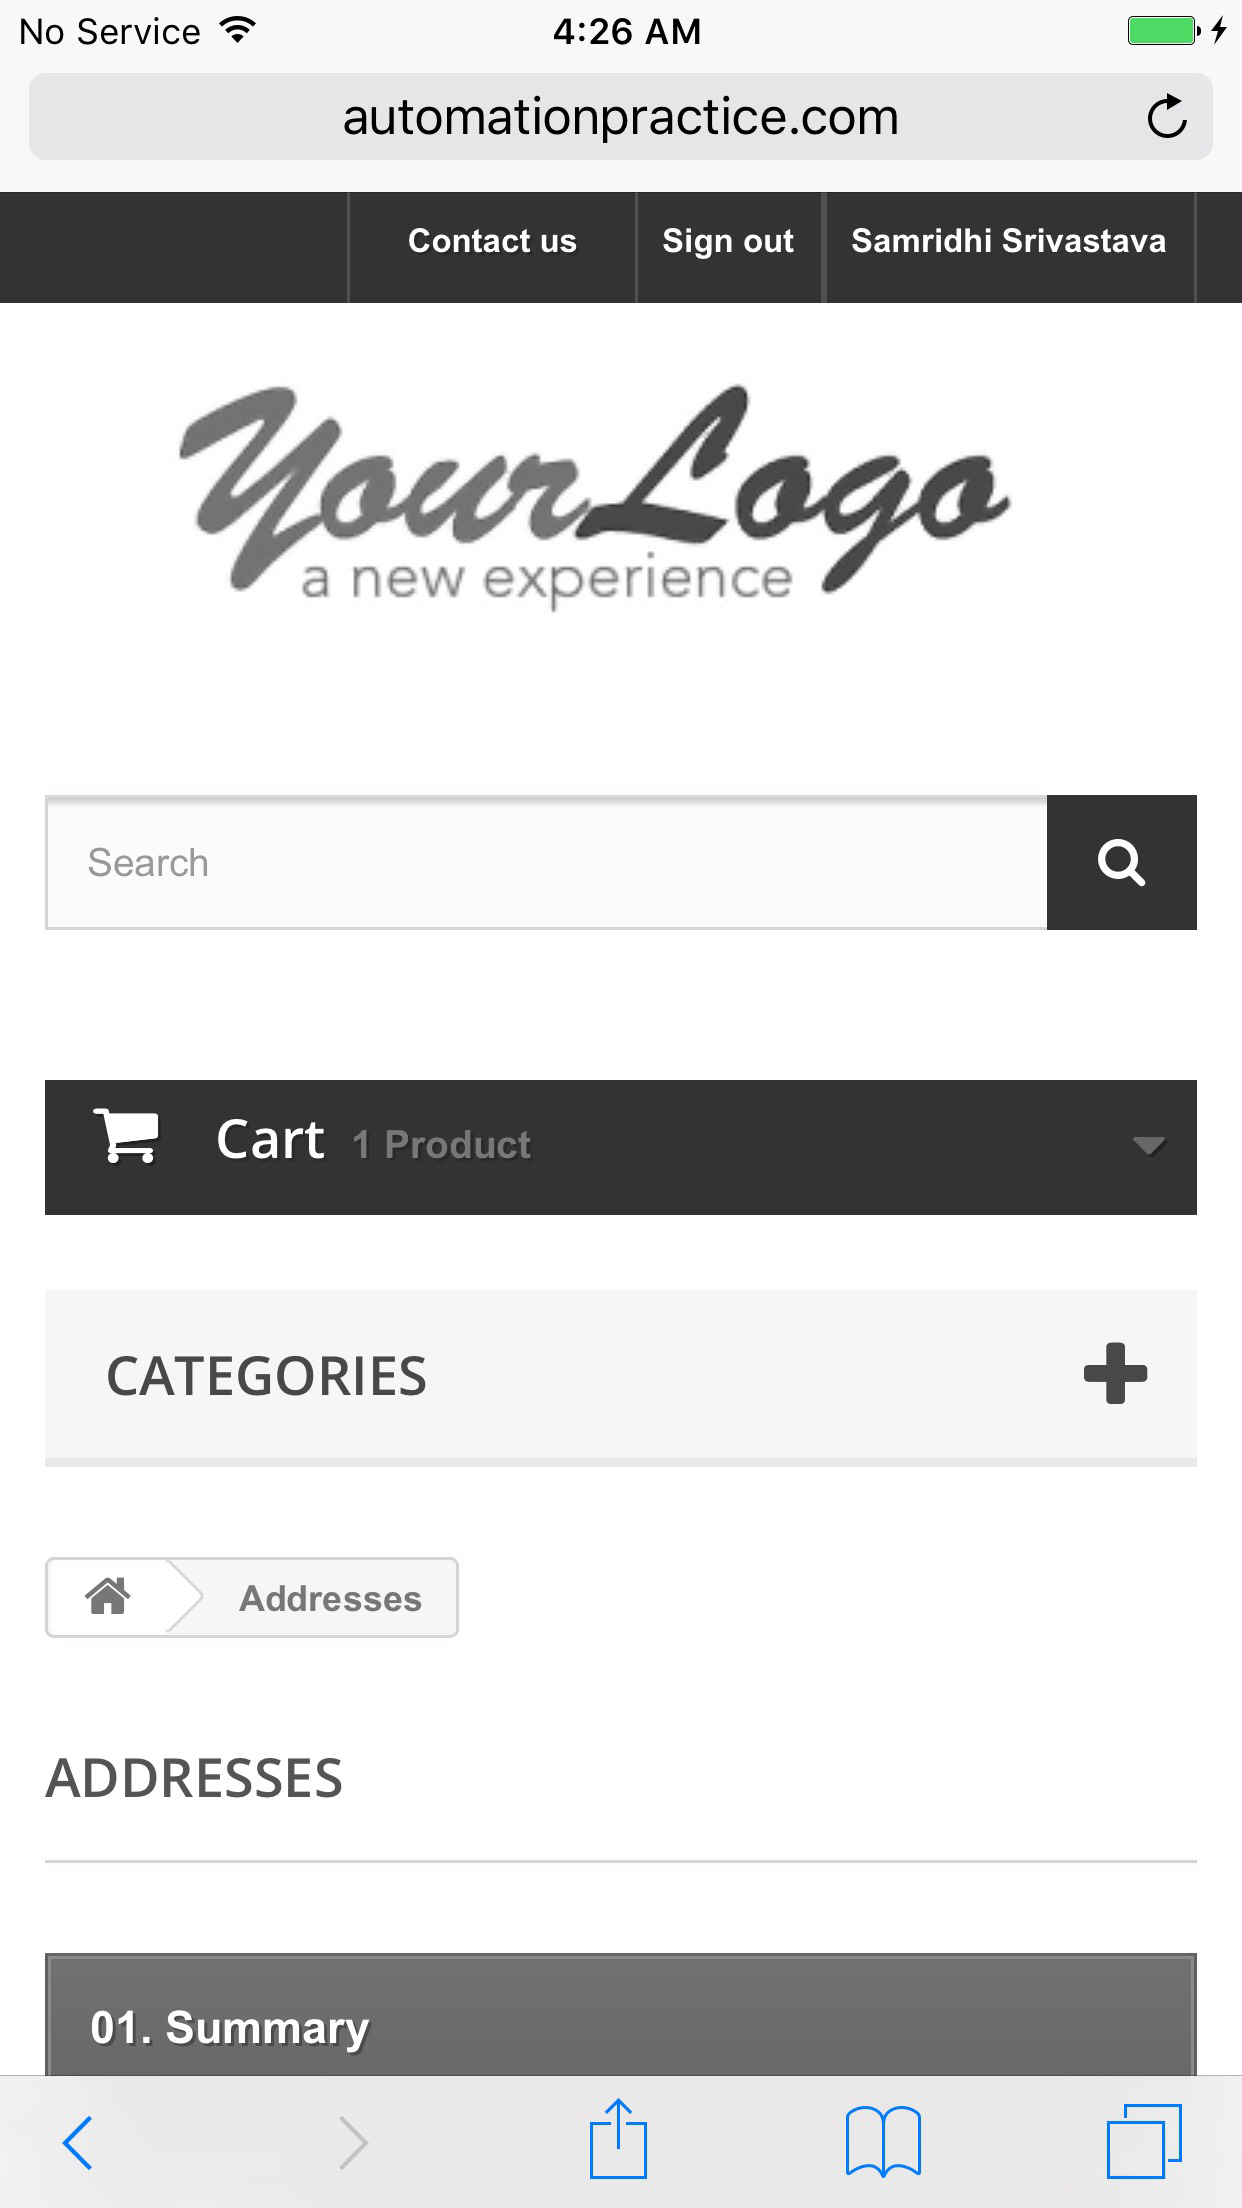 No Service 4:26 AM
automationpractice.com
Contact us Sign out Samridhi Srivastava
YourLogo
a new experience
Search
Cart 1 Product
CATEGORIES
Addresses
ADDRESSES
01. Summary